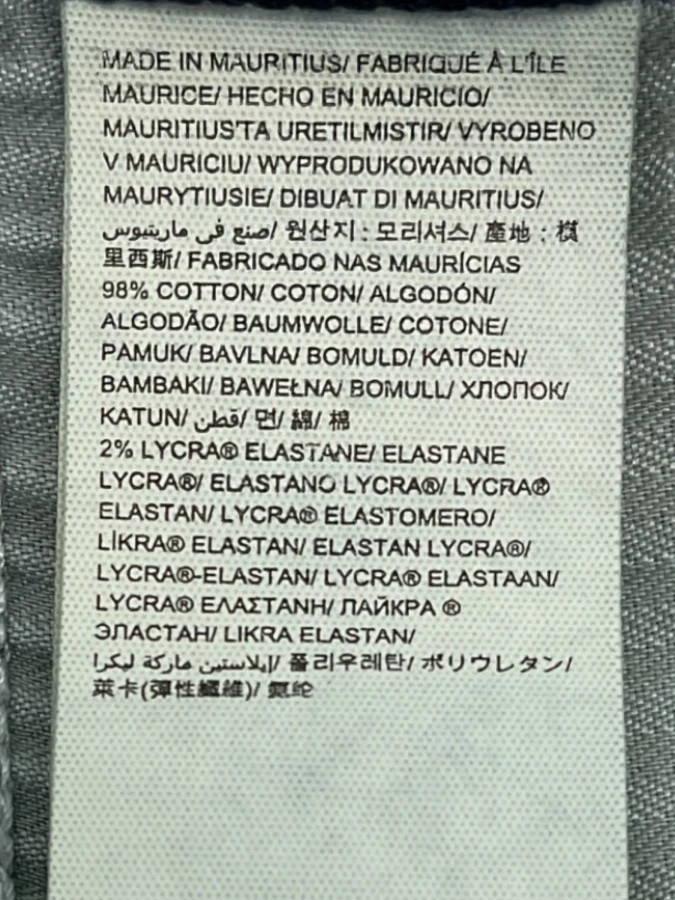 MADE IN MAURITIUS/ FABRIQUÉ À L'ÎLE
MAURICE/ HECHO EN MAURICIO/
MAURITIUS'TA URETILMISTIR/ VYROBENO
V MAURICIU/ WYPRODUKOWANO NA
MAURYTIUSIE/ DIBUAT DI MAURITIUS/
صنع في ماريتيوس/ 원산지 : 모리셔스/ 產地 : 模
里西斯/ FABRICADO NAS MAURÍCIAS
98% COTTON/ COTON/ ALGODÓN/
ALGODÃO/ BAUMWOLLE/ COTONE/
PAMUK/ BAVLNA/ BOMULD/ KATOEN/
BAMBAKI/ BAWEŁNA/ BOMULL/ ХЛОПОК/
KATUN/ قطن/ 면/ 綿/ 棉
2% LYCRA® ELASTANE/ ELASTANE
LYCRA®/ ELASTANO LYCRA®/ LYCRA®
ELASTAN/ LYCRA® ELASTOMERO/
LİKRA® ELASTAN/ ELASTAN LYCRA®/
LYCRA®-ELASTAN/ LYCRA® ELASTAAN/
LYCRA® ΕΛΑΣΤΑΝΗ/ ЛАЙКРА ®
ЭЛАСТАН/ LIKRA ELASTAN/
إيلاستين ماركة ليكرا/ 폴리우레탄/ ポリウレタン/
萊卡(彈性纖維)/ 氨纶